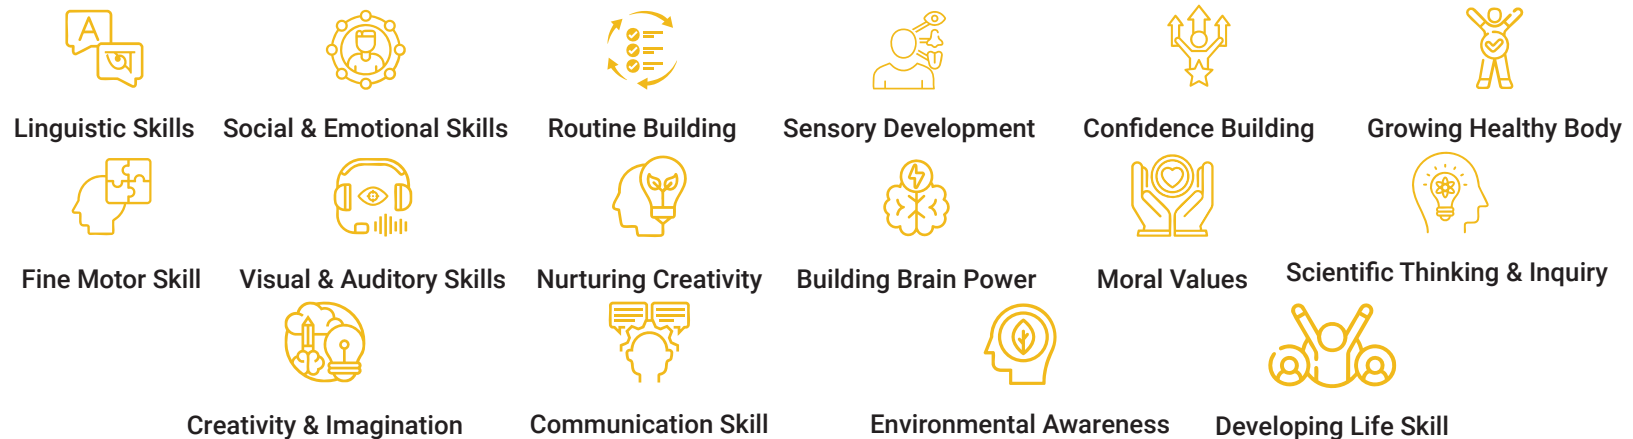 A
অ
Linguistic Skills
Social & Emotional Skills
Routine Building
Sensory Development
Confidence Building
Growing Healthy Body
Fine Motor Skill
Visual & Auditory Skills
Nurturing Creativity
Building Brain Power
Moral Values
Scientific Thinking & Inquiry
Creativity & Imagination
Communication Skill
Environmental Awareness
Developing Life Skill